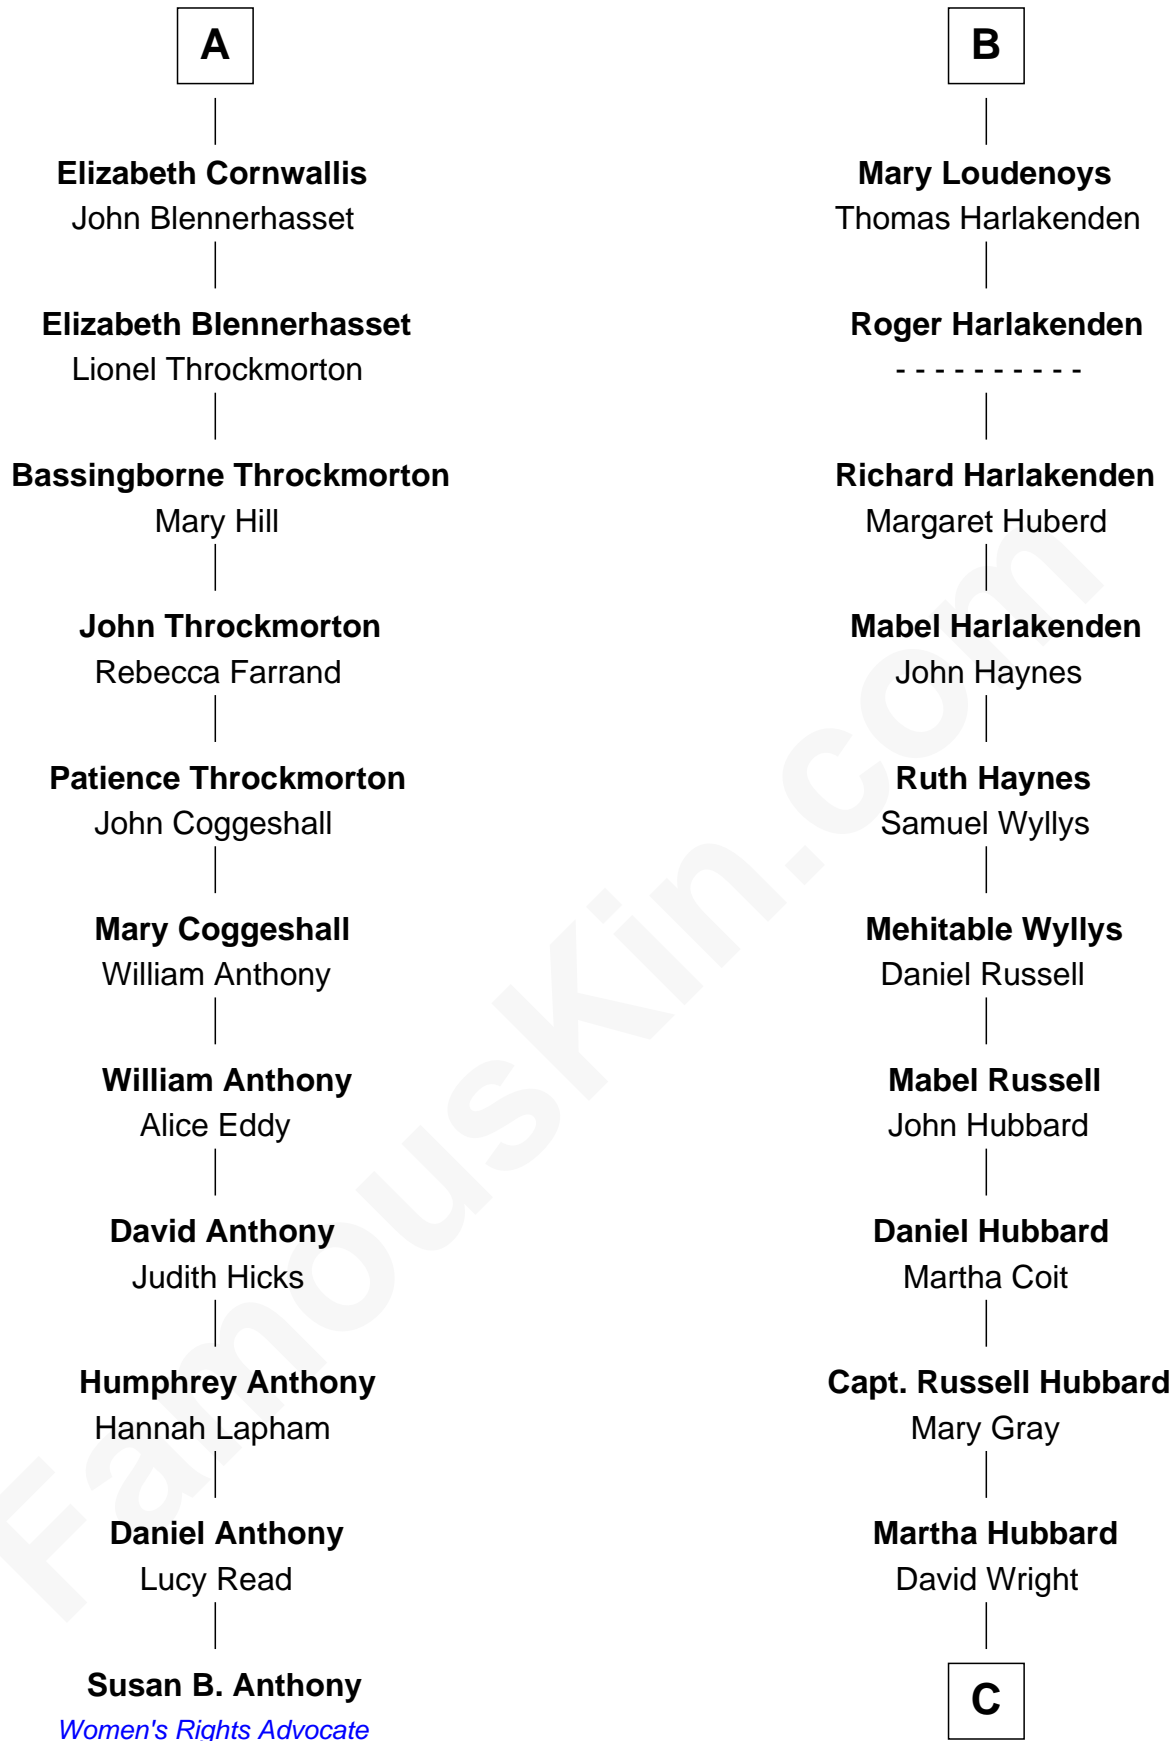 A
Elizabeth Cornwallis
John Blennerhasset
Elizabeth Blennerhasset
Lionel Throckmorton
Bassingborne Throckmorton
Mary Hill
John Throckmorton
Rebecca Farrand
Patience Throckmorton
John Coggeshall
Mary Coggeshall
William Anthony
William Anthony
Alice Eddy
David Anthony
Judith Hicks
Humphrey Anthony
Hannah Lapham
Daniel Anthony
Lucy Read
Susan B. Anthony
Women's Rights Advocate
B
Mary Loudenoys
Thomas Harlakenden
Roger Harlakenden
- - - - - - - - - -
Richard Harlakenden
Margaret Huberd
Mabel Harlakenden
John Haynes
Ruth Haynes
Samuel Wyllys
Mehitable Wyllys
Daniel Russell
Mabel Russell
John Hubbard
Daniel Hubbard
Martha Coit
Capt. Russell Hubbard
Mary Gray
Martha Hubbard
David Wright
C
FamousKin.com